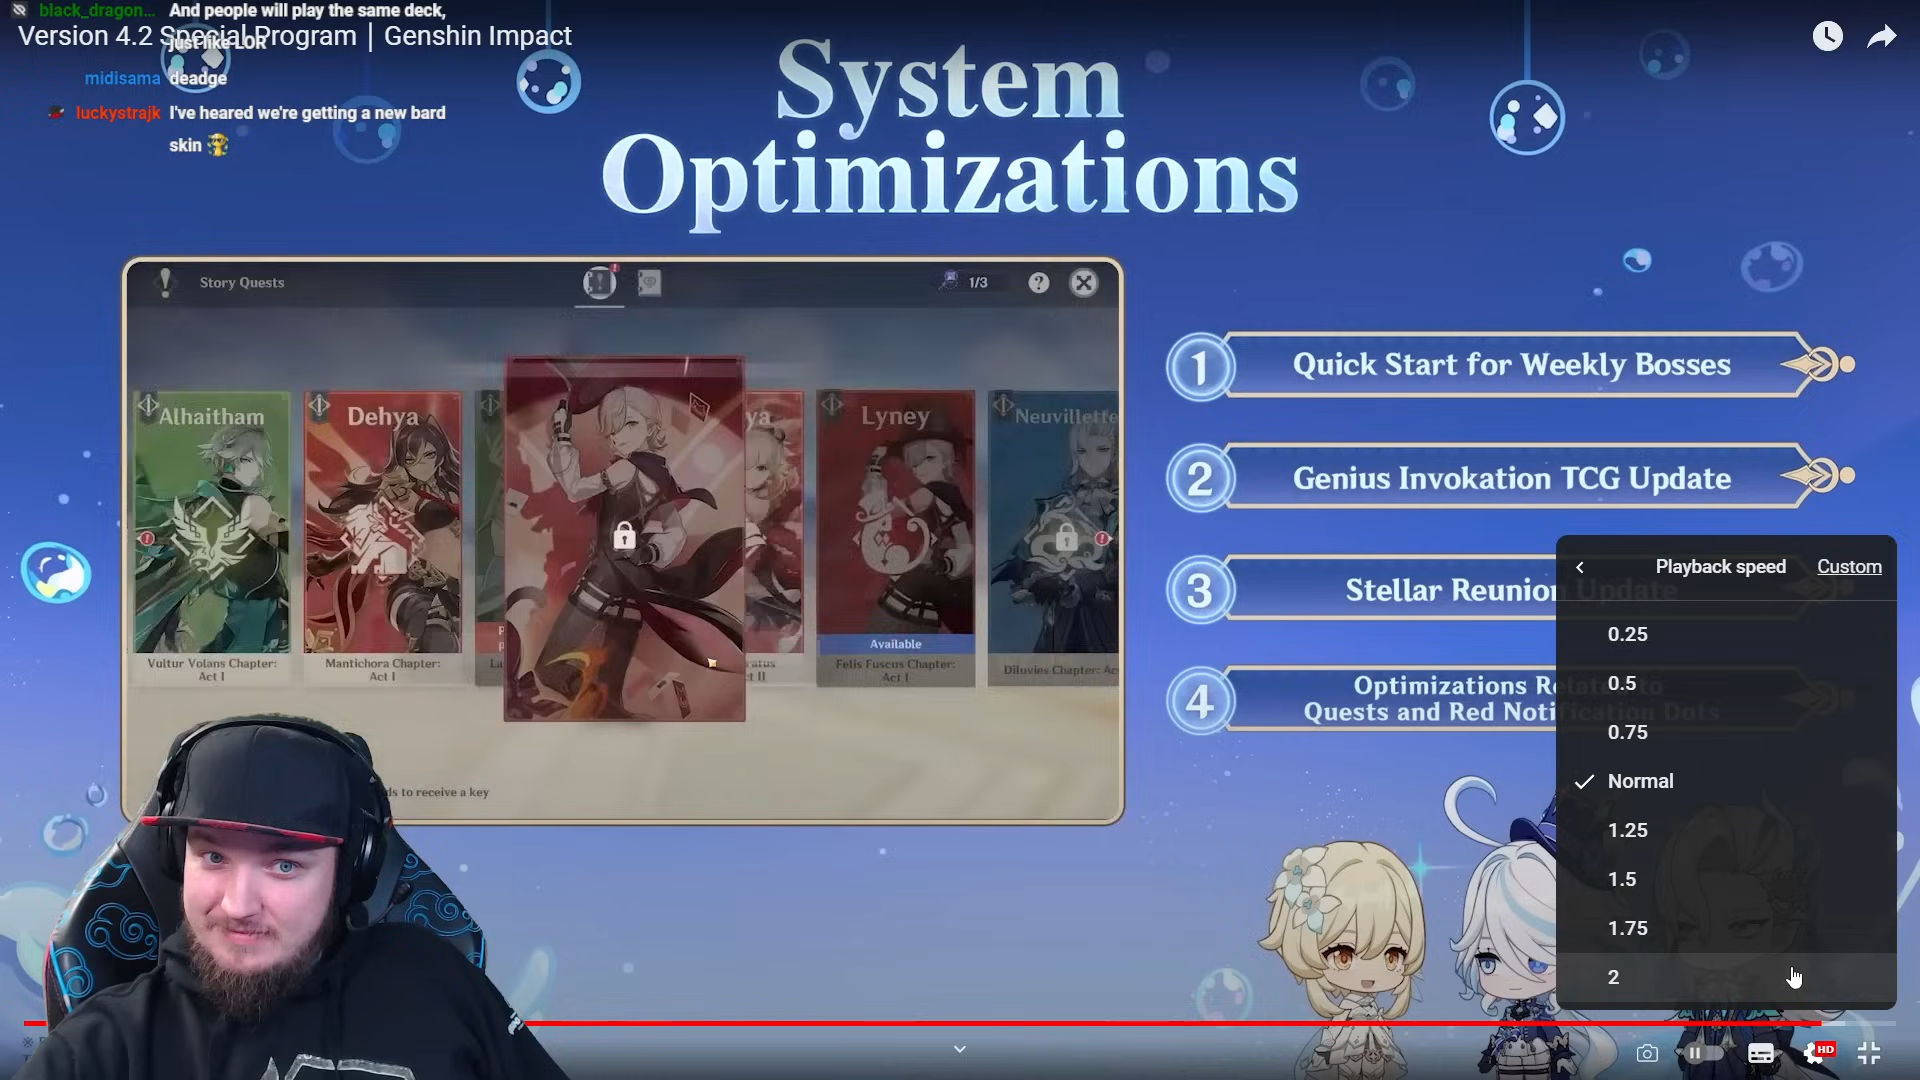 black_dragon... And people will play the same deck,
just like LOR
Version 4.2 Special Program | Genshin Impact
midisama deadge
luckystrajk I've heared we're getting a new bard
skin
System
Optimizations
Story Quests
1/3
Alhaitham
Dehya
Lyney
Neuvillette
Available
Vultur Volans Chapter:
Act I
Mantichora Chapter:
Act I
Felis Fuscus Chapter:
Act I
Diluvies Chapter: Ac
ds to receive a key
1 Quick Start for Weekly Bosses
2 Genius Invokation TCG Update
3 Stellar Reunion Update
4 Optimizations Related to
Quests and Red Notification Dots
Playback speed Custom
0.25
0.5
0.75
Normal
1.25
1.5
1.75
2
HD